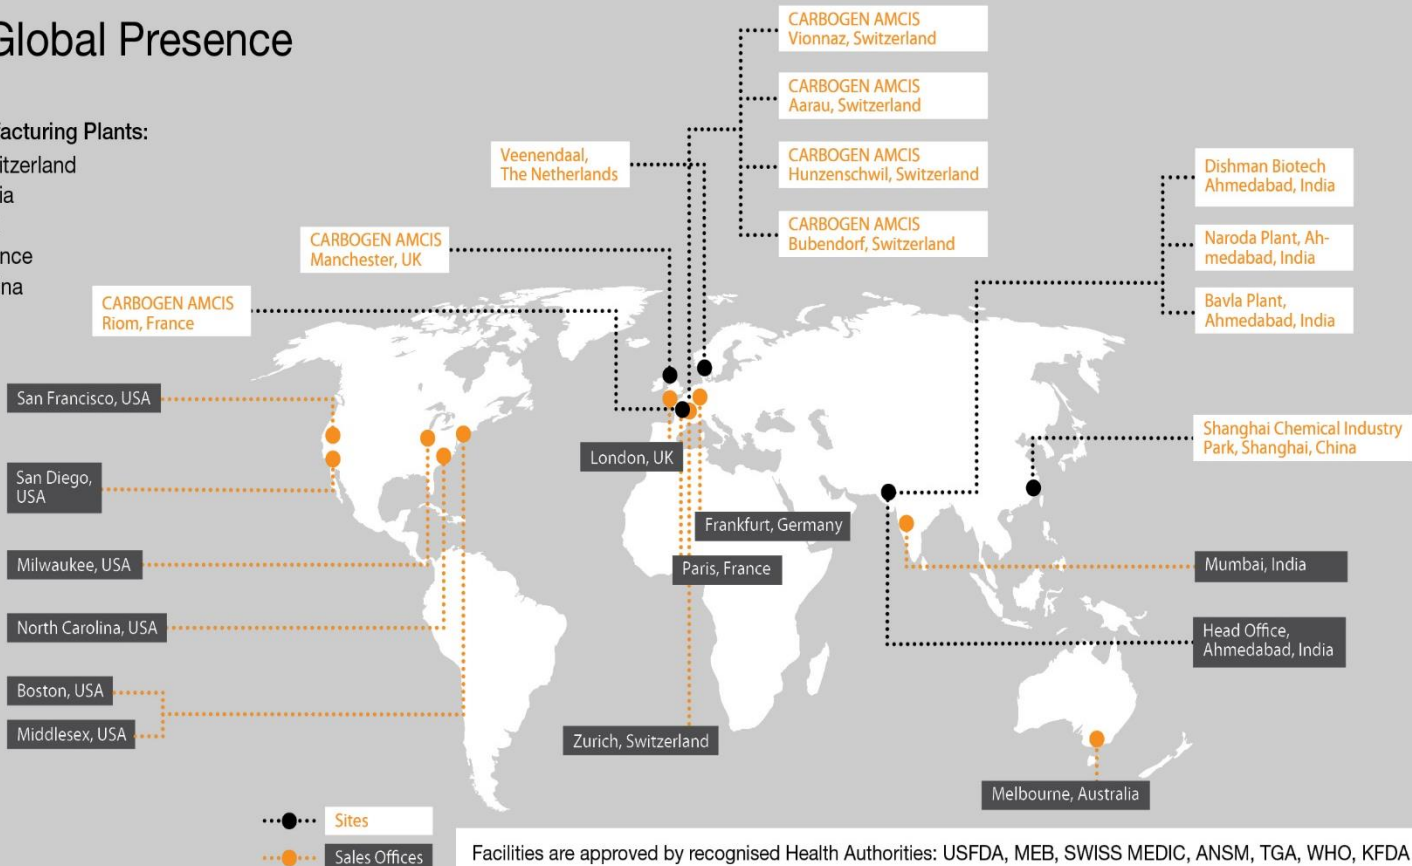 Global Presence
facturing Plants:
itzerland
ia
nce
na
CARBOGEN AMCIS
Vionnaz, Switzerland
CARBOGEN AMCIS
Aarau, Switzerland
CARBOGEN AMCIS
Hunzenschwil, Switzerland
CARBOGEN AMCIS
Bubendorf, Switzerland
Veenendaal,
The Netherlands
CARBOGEN AMCIS
Manchester, UK
CARBOGEN AMCIS
Riom, France
Dishman Biotech
Ahmedabad, India
Naroda Plant, Ah-
medabad, India
Bavla Plant,
Ahmedabad, India
Shanghai Chemical Industry
Park, Shanghai, China
San Francisco, USA
San Diego,
USA
Milwaukee, USA
North Carolina, USA
Boston, USA
Middlesex, USA
London, UK
Frankfurt, Germany
Paris, France
Zurich, Switzerland
Mumbai, India
Head Office,
Ahmedabad, India
Melbourne, Australia
Sites
Sales Offices
Facilities are approved by recognised Health Authorities: USFDA, MEB, SWISS MEDIC, ANSM, TGA, WHO, KFDA